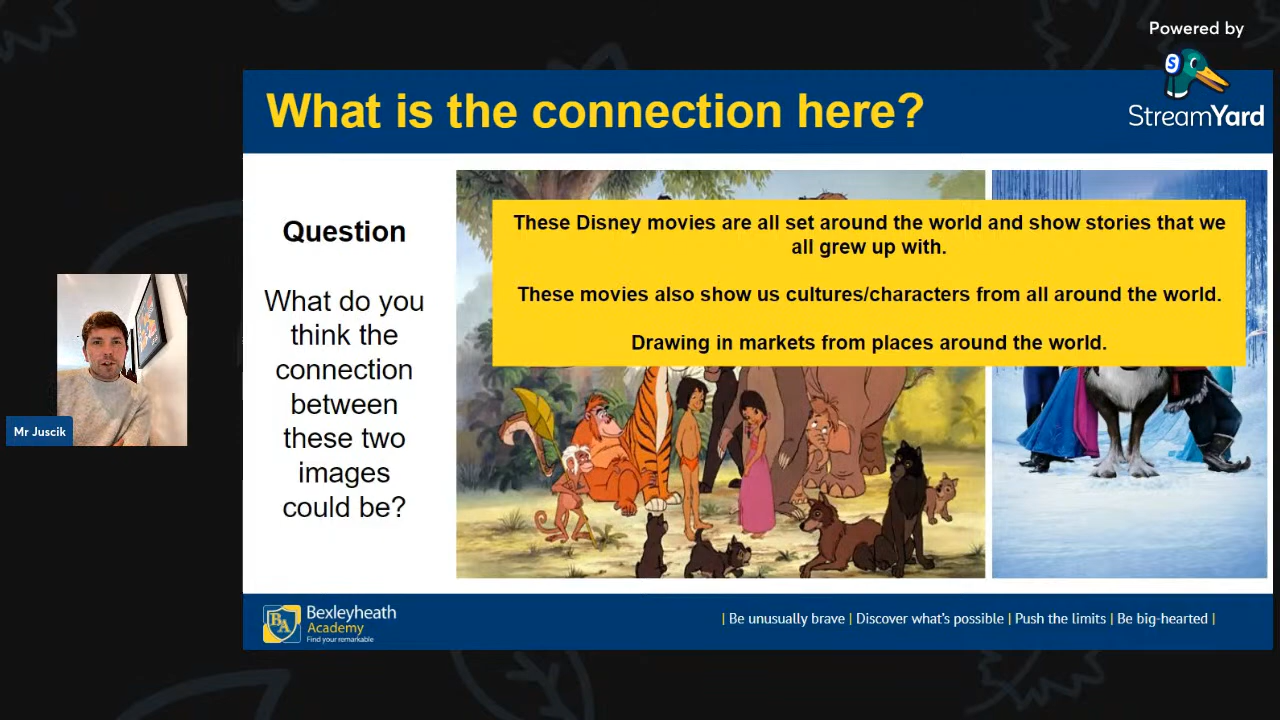 Powered by
S
StreamYard
What is the connection here?
Question
What do you
think the
connection
between
these two
images
could be?
These Disney movies are all set around the world and show stories that we
all grew up with.
These movies also show us cultures/characters from all around the world.
Drawing in markets from places around the world.
Mr Juscik
BA
Bexleyheath
Academy
Find your remarkable
| Be unusually brave | Discover what's possible | Push the limits | Be big-hearted |